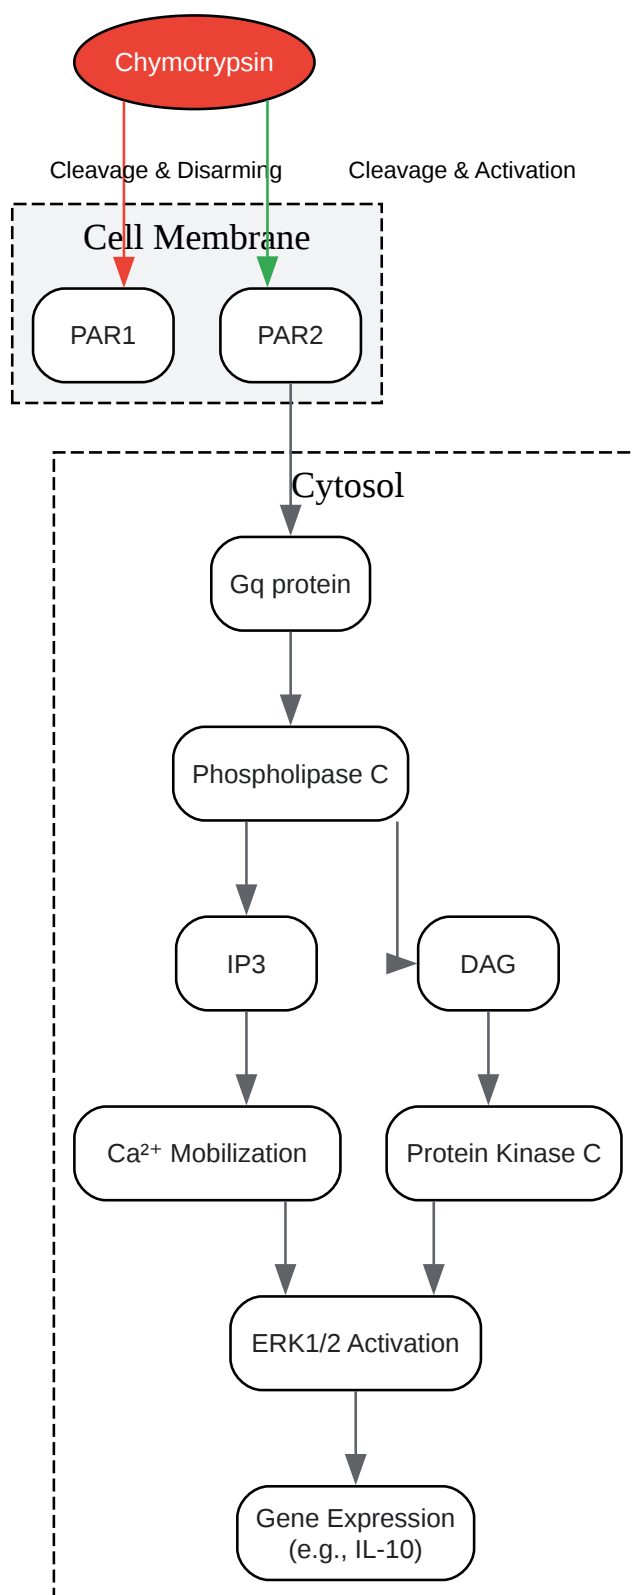 Chymotrypsin
Cleavage & Disarming
Cleavage & Activation
Cell Membrane
PAR1
PAR2
Cytosol
Gq protein
Phospholipase C
IP3
DAG
Ca²⁺ Mobilization
Protein Kinase C
ERK1/2 Activation
Gene Expression
(e.g., IL-10)